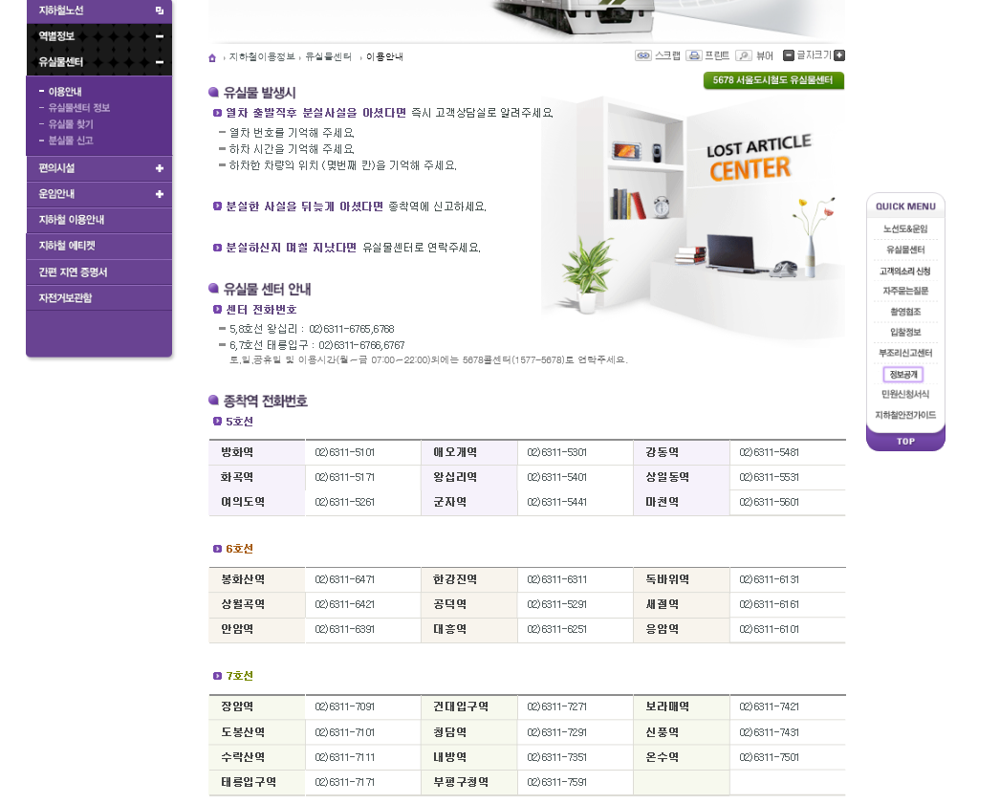 지하철노선
역별정보
유실물센터
이용안내
유실물센터 정보
유실물 찾기
분실물 신고
편의시설
운임안내
지하철 이용안내
지하철 에티켓
간편 지연 증명서
자전거보관함
지하철이용정보 유실물센터 이용안내
스크랩 프린트 뷰어 글자크기
5678 서울도시철도 유실물센터
LOST ARTICLE
CENTER
유실물 발생시
열차 출발직후 분실사실을 아셨다면 즉시 고객상담실로 알려주세요.
열차 번호를 기억해 주세요.
하차 시간을 기억해 주세요.
하차한 차량의 위치 (몇번째 칸)을 기억해 주세요.
분실한 사실을 뒤늦게 아셨다면 종착역에 신고하세요.
분실하신지 며칠 지났다면 유실물센터로 연락주세요.
유실물 센터 안내
센터 전화번호
5,8호선 왕십리 : 02)6311-6765,6768
6,7호선 태릉입구 : 02)6311-6766,6767
토,일,공휴일 및 이용시간(월~금 07:00~22:00)외에는 5678콜센터(1577-5678)로 연락주세요.
종착역 전화번호
5호선
방화역 02)6311-5101 애오개역 02)6311-5301 강동역 02)6311-5481
화곡역 02)6311-5171 왕십리역 02)6311-5401 상일동역 02)6311-5531
여의도역 02)6311-5261 군자역 02)6311-5441 마천역 02)6311-5601
6호선
봉화산역 02)6311-6471 한강진역 02)6311-6311 독바위역 02)6311-6131
상월곡역 02)6311-6421 공덕역 02)6311-5291 새절역 02)6311-6161
안암역 02)6311-6391 대흥역 02)6311-6251 응암역 02)6311-6101
7호선
장암역 02)6311-7091 건대입구역 02)6311-7271 보라매역 02)6311-7421
도봉산역 02)6311-7101 청담역 02)6311-7291 신풍역 02)6311-7431
수락산역 02)6311-7111 내방역 02)6311-7351 온수역 02)6311-7501
태릉입구역 02)6311-7171 부평구청역 02)6311-7591
QUICK MENU
노선도&운임
유실물센터
고객의소리 신청
자주묻는질문
촬영협조
입찰정보
부조리신고센터
정보공개
민원신청서식
지하철안전가이드
TOP